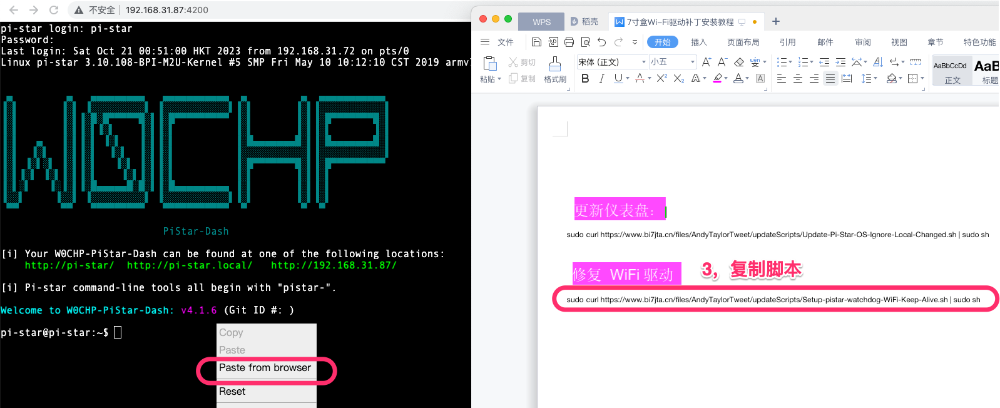 不安全 | 192.168.31.87:4200
pi-star login: pi-star
Password:
Last login: Sat Oct 21 00:51:00 HKT 2023 from 192.168.31.72 on pts/0
Linux pi-star 3.10.108-BPI-M2U-Kernel #5 SMP Fri May 10 10:12:10 CST 2019 armv7
W0CHP
PiStar-Dash
[i] Your W0CHP-PiStar-Dash can be found at one of the following locations:
http://pi-star/ http://pi-star.local/ http://192.168.31.87/
[i] Pi-star command-line tools all begin with "pistar-".
Welcome to W0CHP-PiStar-Dash: v4.1.6 (Git ID #: )
pi-star@pi-star:~$
Copy
Paste
Paste from browser
Reset
WPS 稻壳 7寸盒Wi-Fi驱动补丁安装教程
文件 开始 插入 页面布局 引用 邮件 审阅 视图 章节 特色功能
粘贴 剪切 复制 格式刷 宋体 (正文) 小五 wén
AaBbCcDd 正文 AaB 标题
更新仪表盘：
sudo curl https://www.bi7jta.cn/files/AndyTaylorTweet/updateScripts/Update-Pi-Star-OS-Ignore-Local-Changed.sh | sudo sh
修复 WiFi 驱动 3，复制脚本
sudo curl https://www.bi7jta.cn/files/AndyTaylorTweet/updateScripts/Setup-pistar-watchdog-WiFi-Keep-Alive.sh | sudo sh